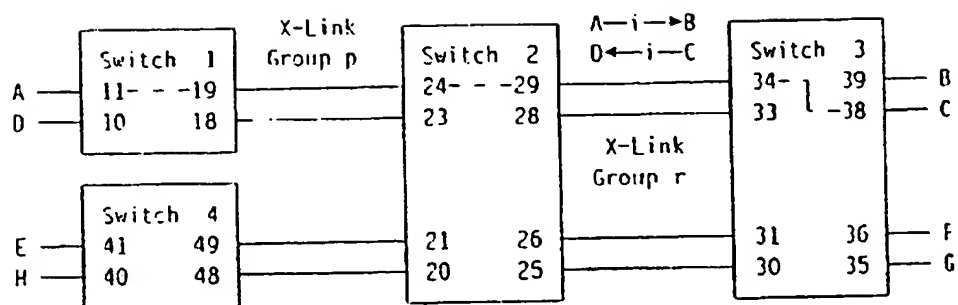 X-Link
Group p
A—i—►B
D◄—i—C
Switch 1
11- - -19
10 18
A
D
Switch 2
24- - -29
23 28
21 26
20 25
X-Link
Group r
Switch 3
34- 39
33 -38
31 36
30 35
B
C
F
G
Switch 4
41 49
40 48
E
H